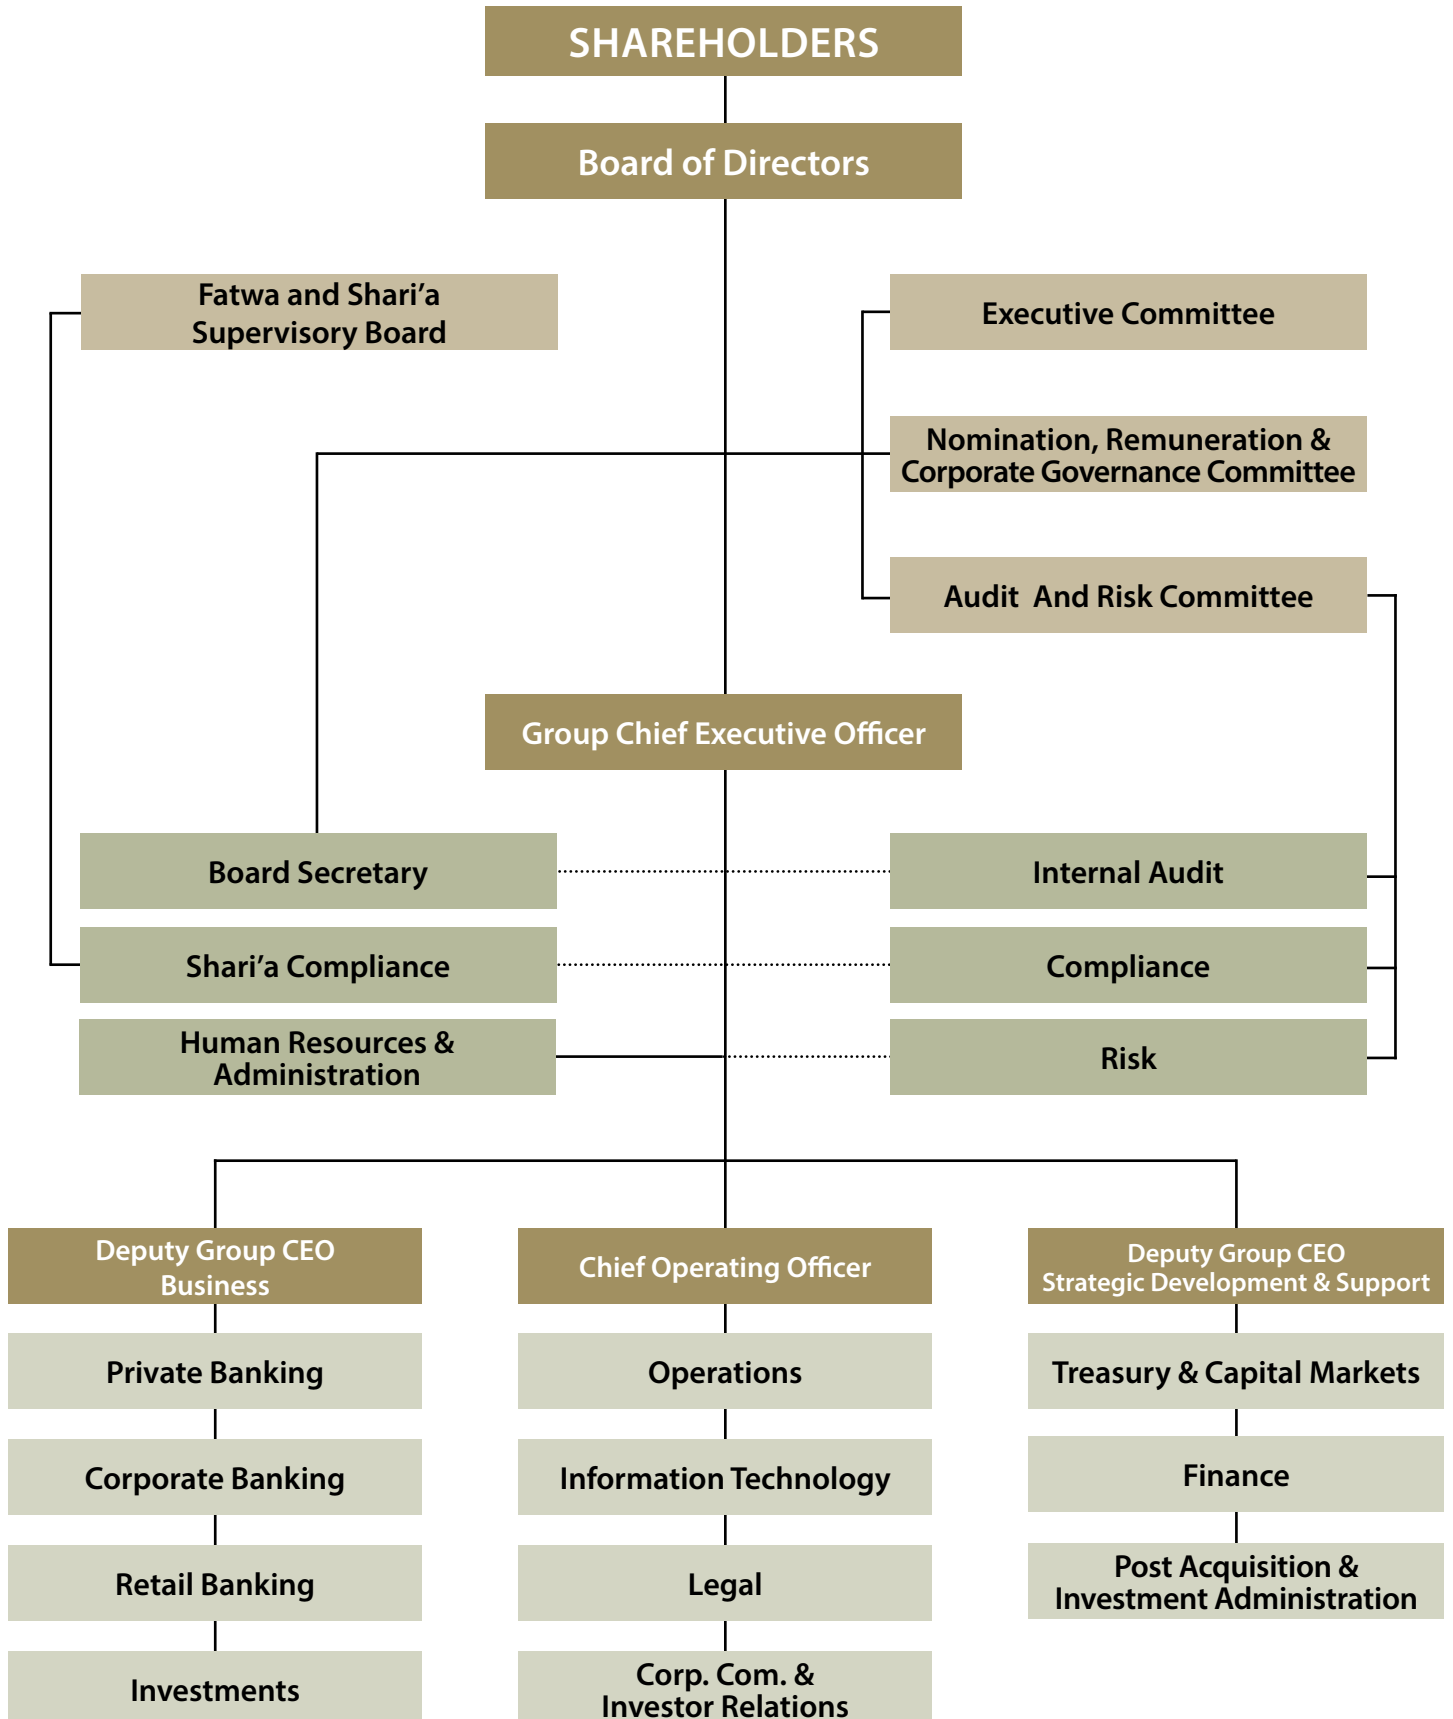 SHAREHOLDERS
Board of Directors
Fatwa and Shari’a
Supervisory Board
Executive Committee
Nomination, Remuneration &
Corporate Governance Committee
Audit And Risk Committee
Group Chief Executive Officer
Board Secretary
Internal Audit
Shari’a Compliance
Compliance
Human Resources &
Administration
Risk
Deputy Group CEO
Business
Chief Operating Officer
Deputy Group CEO
Strategic Development & Support
Private Banking
Operations
Treasury & Capital Markets
Corporate Banking
Information Technology
Finance
Retail Banking
Legal
Post Acquisition &
Investment Administration
Investments
Corp. Com. &
Investor Relations